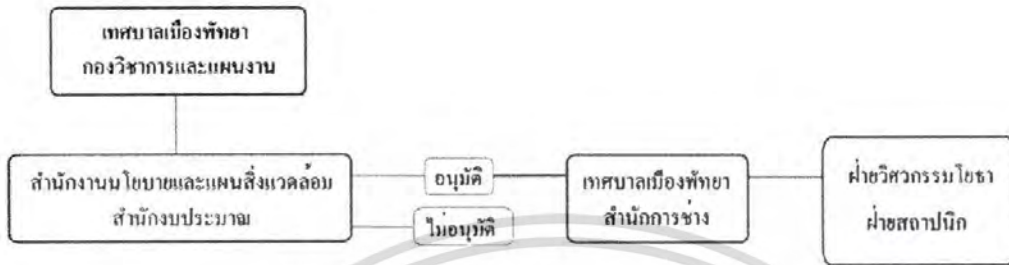 เทศบาลเมืองพัทยา
กองวิชาการและแผนงาน
สำนักงานนโยบายและแผนสิ่งแวดล้อม
สำนักงบประมาณ
อนุมัติ
ไม่อนุมัติ
เทศบาลเมืองพัทยา
สำนักการช่าง
ฝ่ายวิศวกรรมโยธา
ฝ่ายสถาปนิก